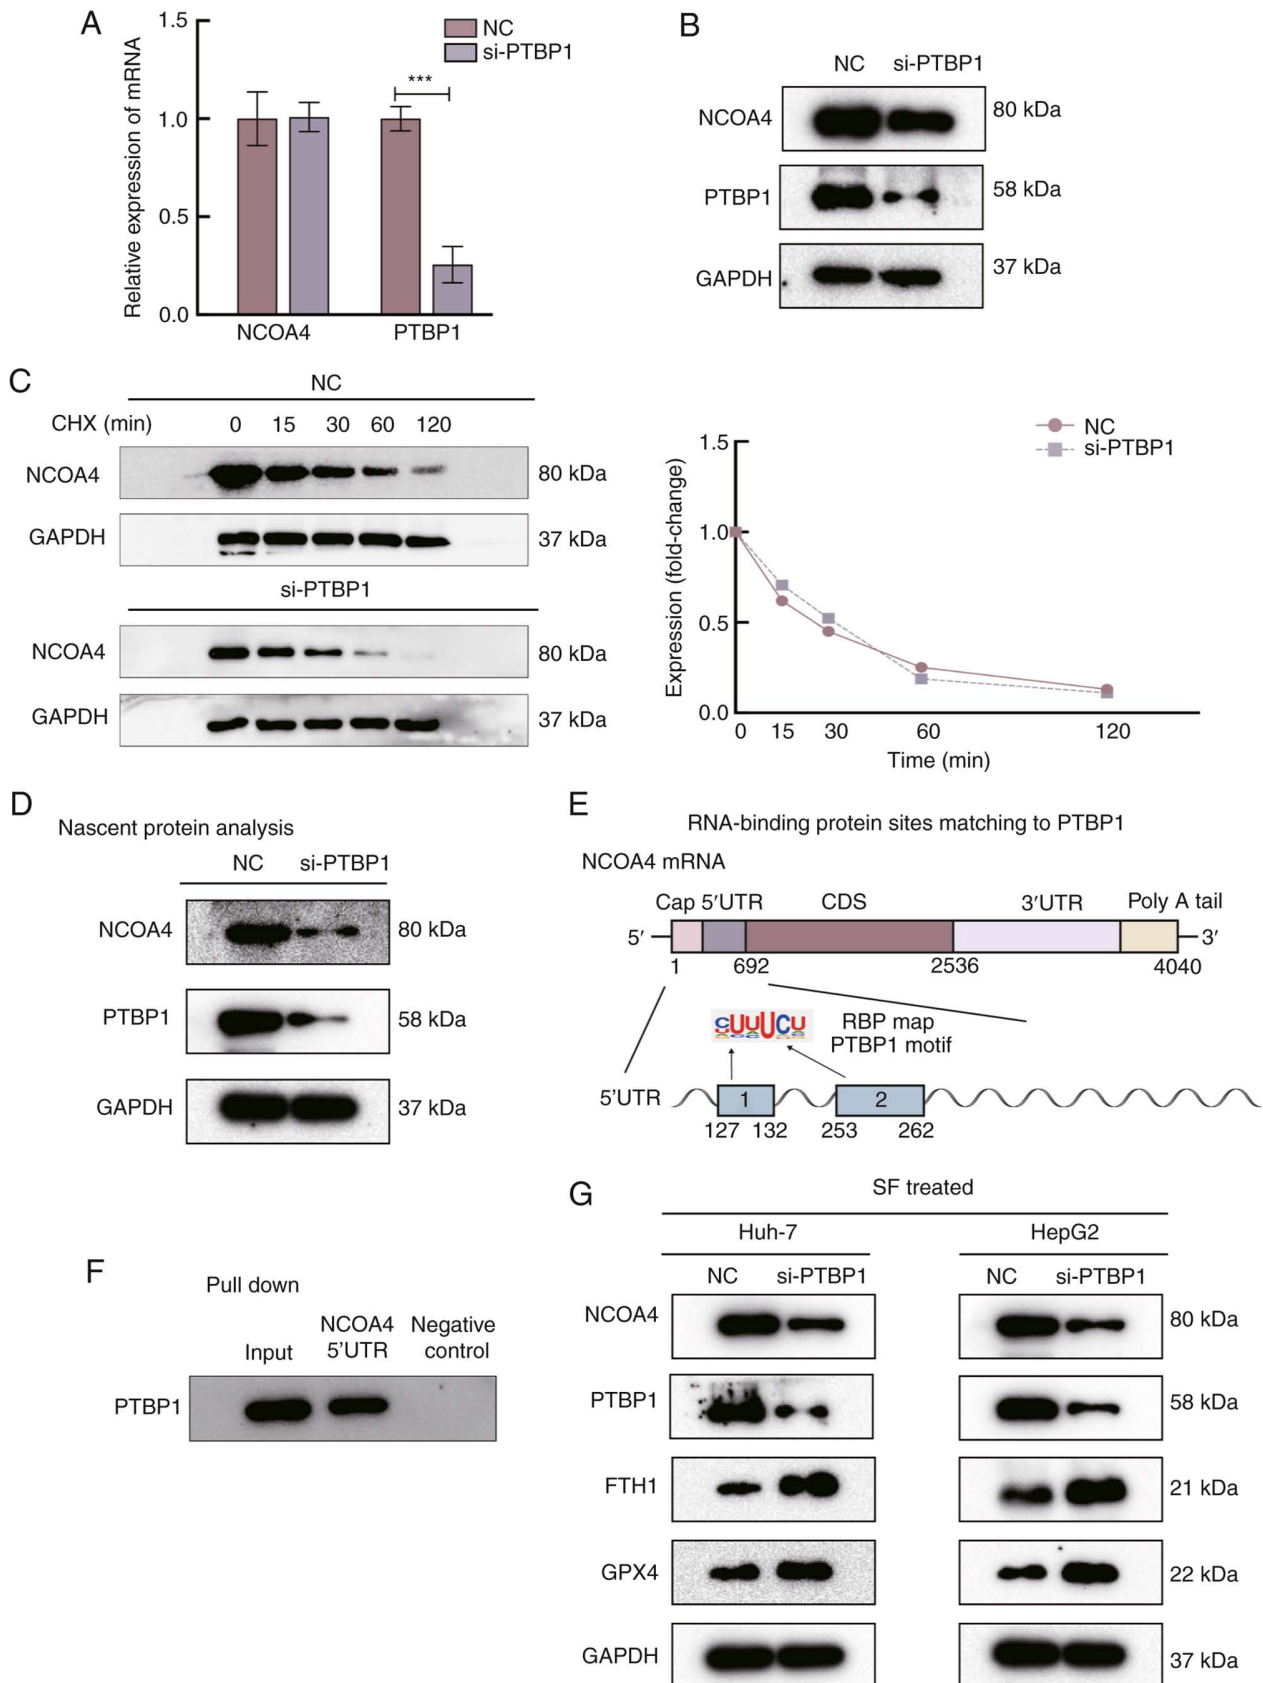 A
Relative expression of mRNA
1.5
1.0
0.5
0.0
NC
si-PTBP1
***
NCOA4 PTBP1
B
NC si-PTBP1
NCOA4 80 kDa
PTBP1 58 kDa
GAPDH 37 kDa
C
NC
CHX (min) 0 15 30 60 120
NCOA4 80 kDa
GAPDH 37 kDa
si-PTBP1
NCOA4 80 kDa
GAPDH 37 kDa
NC
si-PTBP1
Expression (fold-change)
1.5
1.0
0.5
0.0
0 15 30 60 120
Time (min)
D
Nascent protein analysis
NC si-PTBP1
NCOA4 80 kDa
PTBP1 58 kDa
GAPDH 37 kDa
E
RNA-binding protein sites matching to PTBP1
NCOA4 mRNA
Cap 5′UTR CDS 3′UTR Poly A tail
5′ 3′
1 692 2536 4040
CUUUCU RBP map
PTBP1 motif
5′UTR 1 2
127 132 253 262
F
Pull down
Input NCOA4 5'UTR Negative control
PTBP1
G
SF treated
Huh-7 HepG2
NC si-PTBP1 NC si-PTBP1
NCOA4 80 kDa
PTBP1 58 kDa
FTH1 21 kDa
GPX4 22 kDa
GAPDH 37 kDa